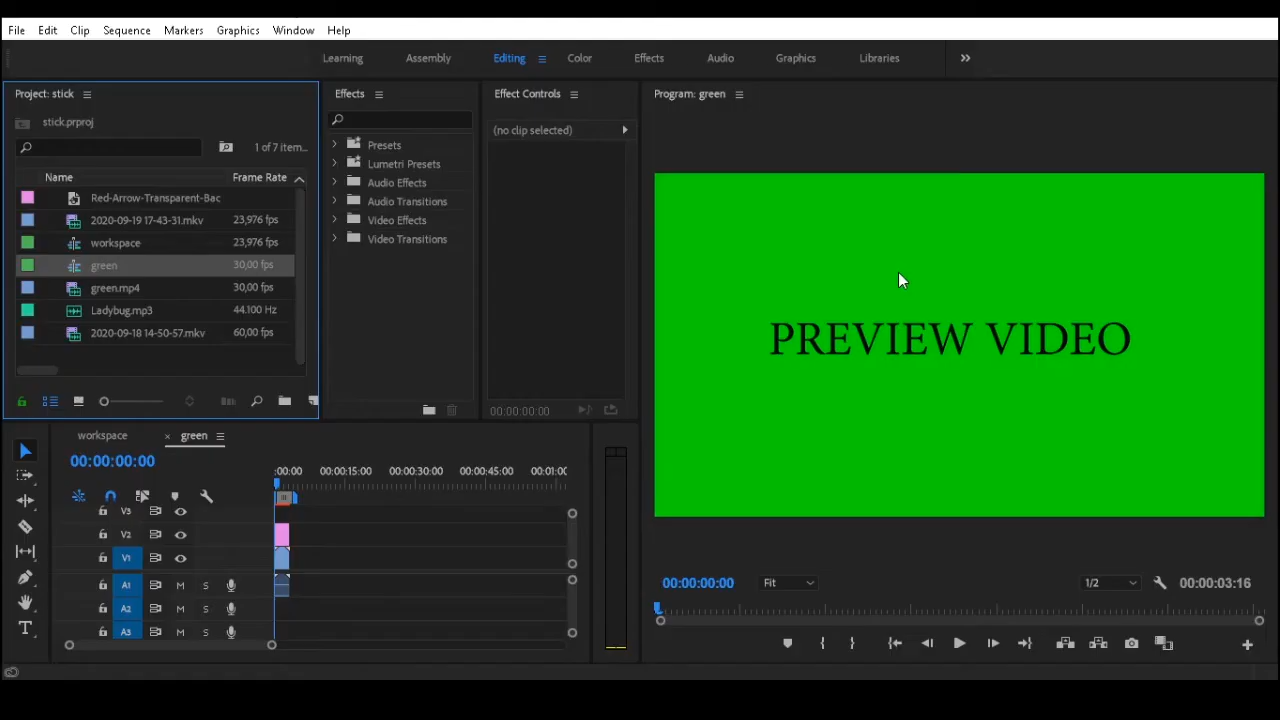 File Edit Clip Sequence Markers Graphics Window Help
Learning Assembly Editing Color Effects Audio Graphics Libraries
Project: stick
stick.prproj
1 of 7 item...
Name Frame Rate
Red-Arrow-Transparent-Bac
2020-09-19 17-43-31.mkv 23,976 fps
workspace 23,976 fps
green 30,00 fps
green.mp4 30,00 fps
Ladybug.mp3 44.100 Hz
2020-09-18 14-50-57.mkv 60,00 fps
Effects
Presets
Lumetri Presets
Audio Effects
Audio Transitions
Video Effects
Video Transitions
Effect Controls
(no clip selected)
00:00:00:00
Program: green
PREVIEW VIDEO
00:00:00:00 Fit 1/2 00:00:03:16
workspace green
00:00:00:00
:00:00 00:00:15:00 00:00:30:00 00:00:45:00 00:01:00
V3
V2
V1
A1 M S
A2 M S
A3 M S